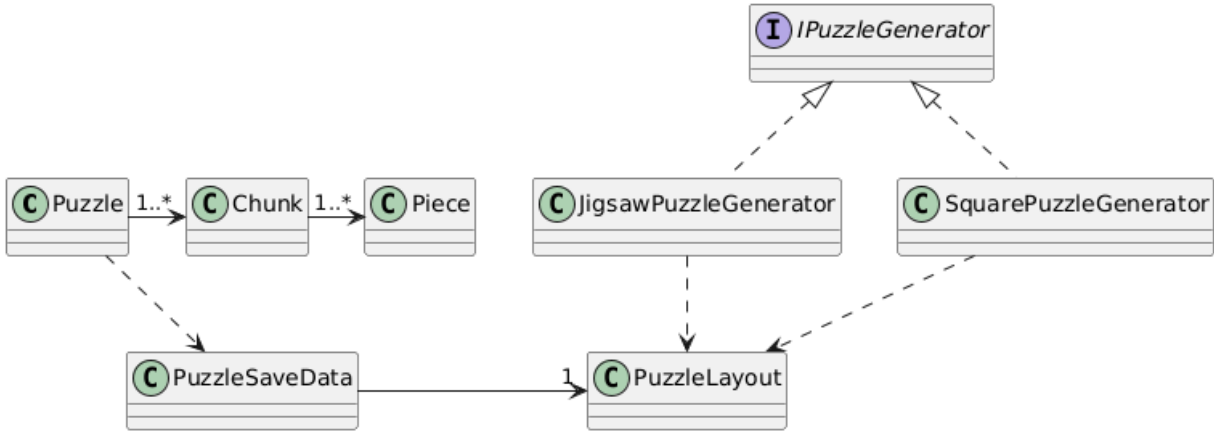 I IPuzzleGenerator
C Puzzle
1..*
C Chunk
1..*
C Piece
C JigsawPuzzleGenerator
C SquarePuzzleGenerator
C PuzzleSaveData
1
C PuzzleLayout